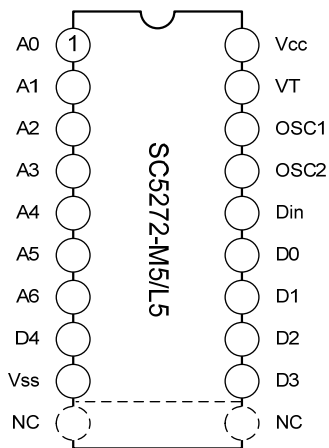 A0 1 Vcc
A1 VT
A2 OSC1
A3 OSC2
A4 Din
A5 D0
A6 D1
D4 D2
Vss D3
NC NC
SC5272-M5/L5